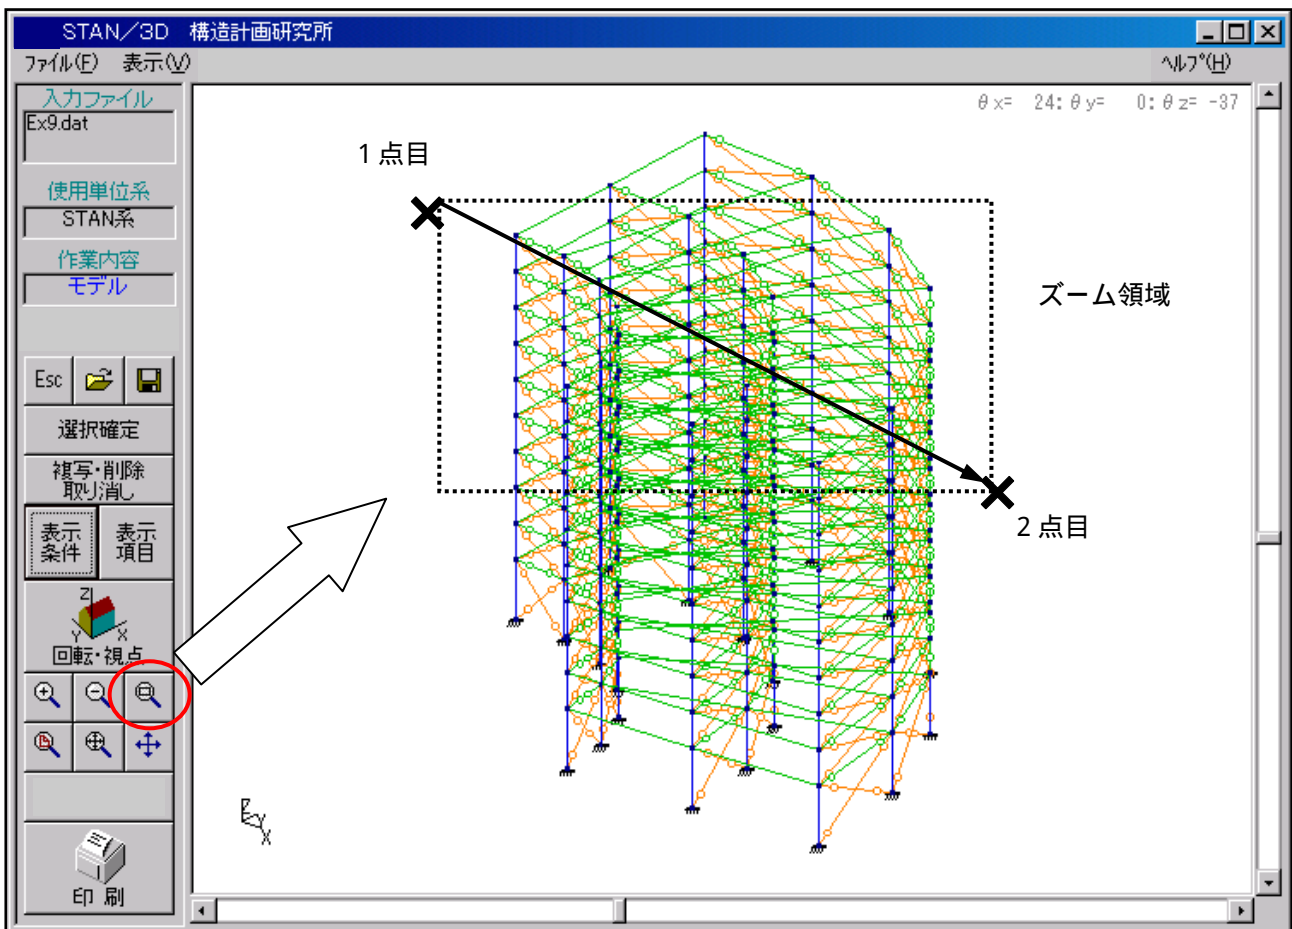 STAN／3D 構造計画研究所
ファイル(F) 表示(V) ヘルプ(H)
入力ファイル
Ex9.dat
使用単位系
STAN系
作業内容
モデル
Esc
選択確定
複写・削除
取り消し
表示
条件
表示
項目
Z
Y X
回転・視点
印 刷
θx= 24:θy= 0:θz= -37
1 点目
ズーム領域
2 点目
Z
Y
X